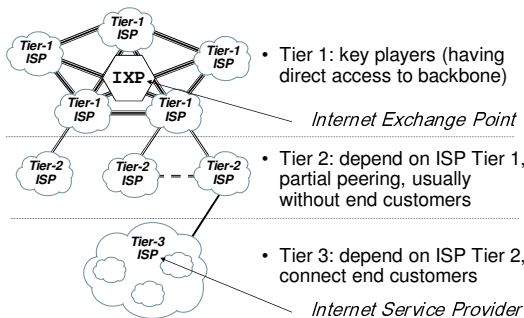 Tier-1
ISP
Tier-1
ISP
Tier-1
ISP
IXP
Tier-1
ISP
Tier-1
ISP
• Tier 1: key players (having
direct access to backbone)
Internet Exchange Point
Tier-2
ISP
Tier-2
ISP
Tier-2
ISP
• Tier 2: depend on ISP Tier 1,
partial peering, usually
without end customers
Tier-3
ISP
• Tier 3: depend on ISP Tier 2,
connect end customers
Internet Service Provider